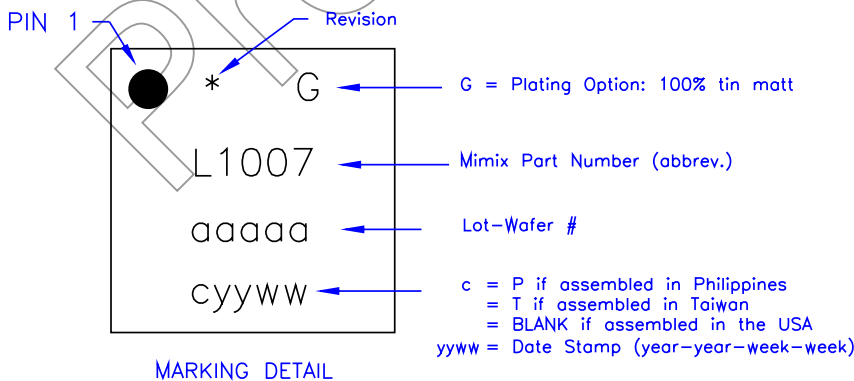 PIN 1
Revision
* G
G = Plating Option: 100% tin matt
L1007
Mimix Part Number (abbrev.)
aaaaa
Lot-Wafer #
cyyww
c = P if assembled in Philippines
= T if assembled in Taiwan
= BLANK if assembled in the USA
yyww = Date Stamp (year-year-week-week)
MARKING DETAIL